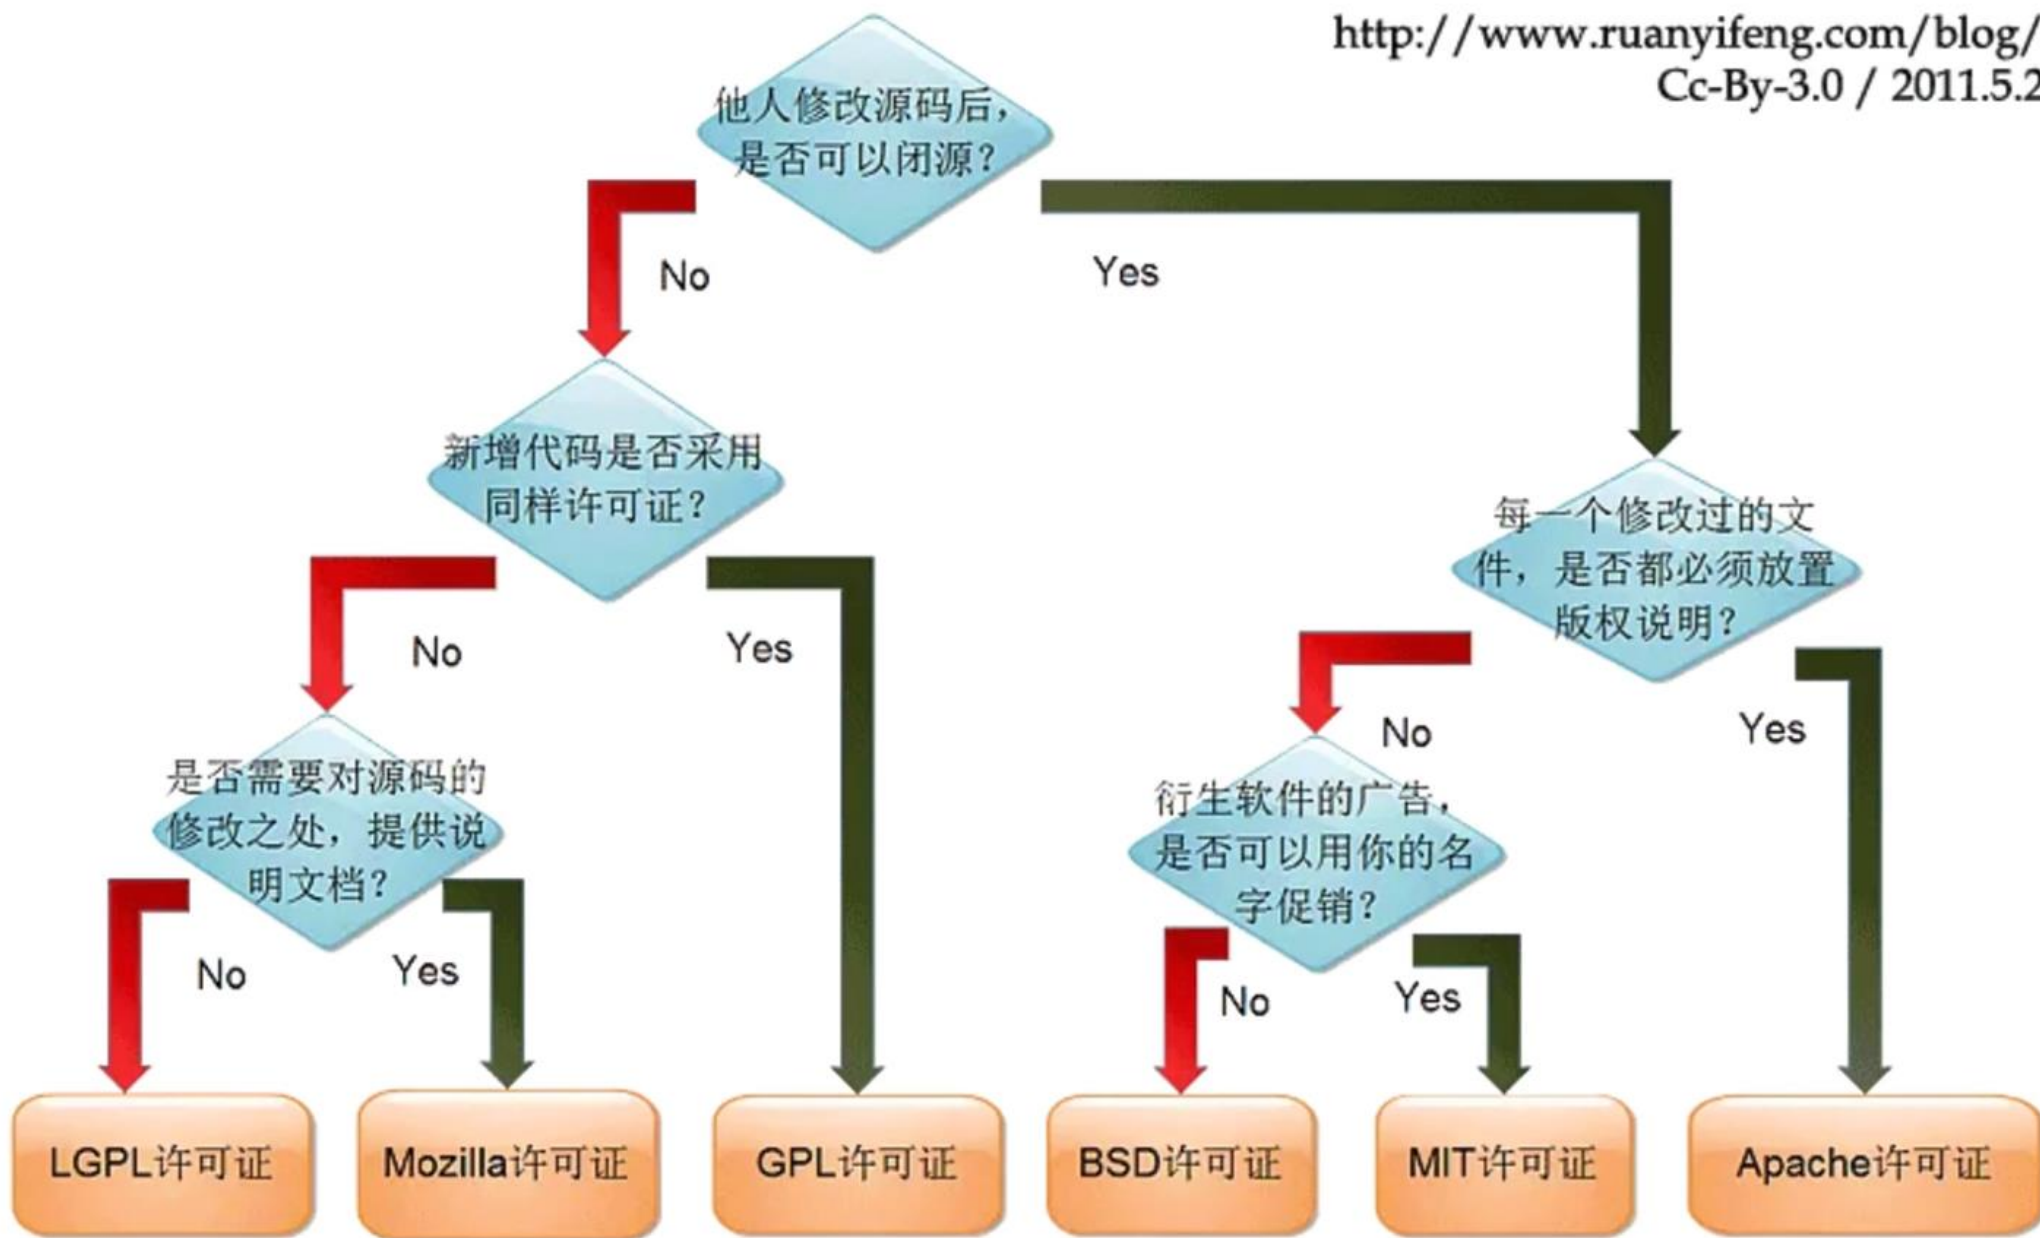 http://www.ruanyifeng.com/blog/
Cc-By-3.0 / 2011.5.2
他人修改源码后，
是否可以闭源？
No
Yes
新增代码是否采用
同样许可证？
每一个修改过的文
件，是否都必须放置
版权说明？
No
Yes
No
Yes
是否需要对源码的
修改之处，提供说
明文档？
衍生软件的广告，
是否可以用你的名
字促销？
No
Yes
No
Yes
LGPL许可证
Mozilla许可证
GPL许可证
BSD许可证
MIT许可证
Apache许可证